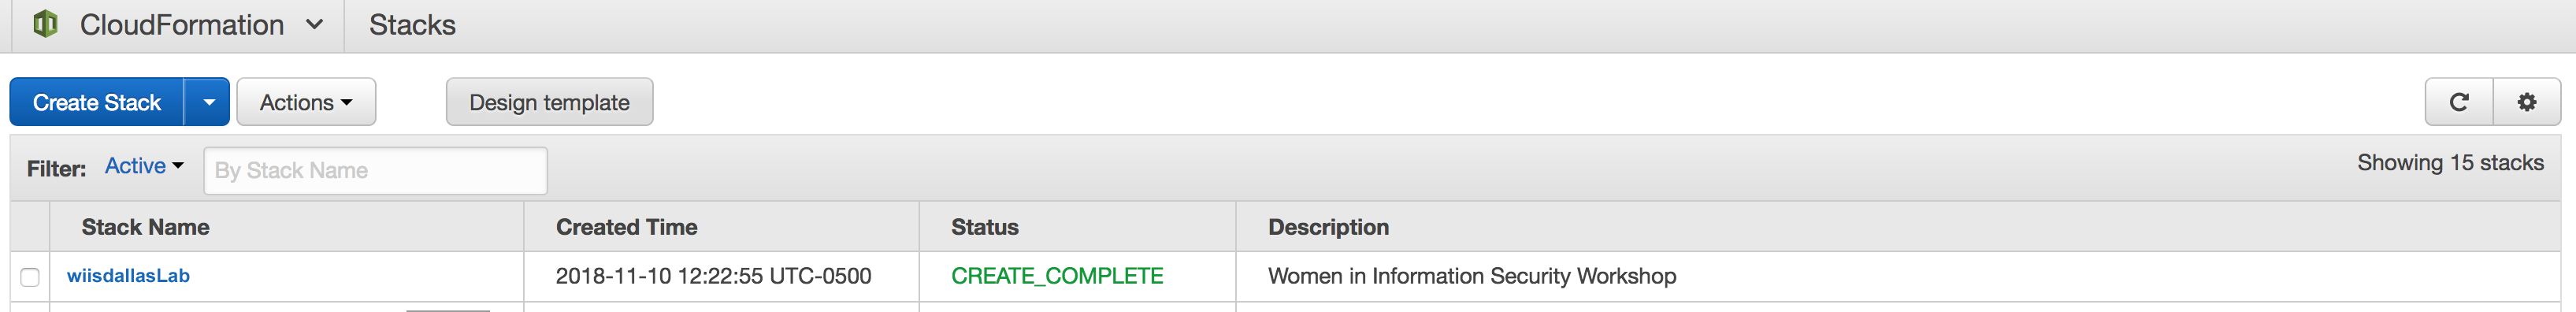 CloudFormation Stacks
Create Stack Actions Design template
Filter: Active By Stack Name Showing 15 stacks
Stack Name Created Time Status Description
wiisdallasLab 2018-11-10 12:22:55 UTC-0500 CREATE_COMPLETE Women in Information Security Workshop